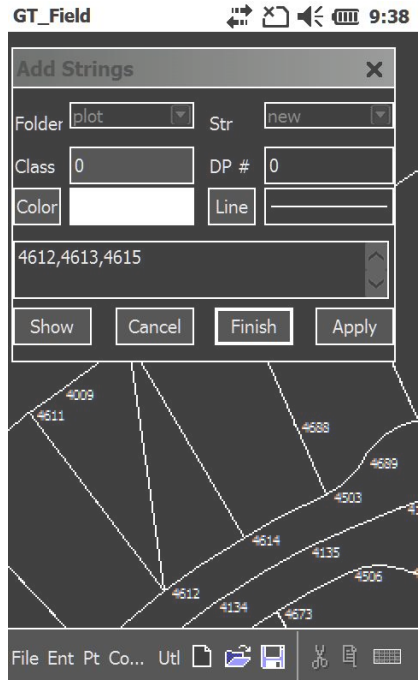 GT_Field 9:38
Add Strings
Folder plot Str new
Class 0 DP # 0
Color Line
4612,4613,4615
Show Cancel Finish Apply
4009
4611
4688
4689
4503
4614
4135
4506
4612
4134
4673
File Ent Pt Co... Utl